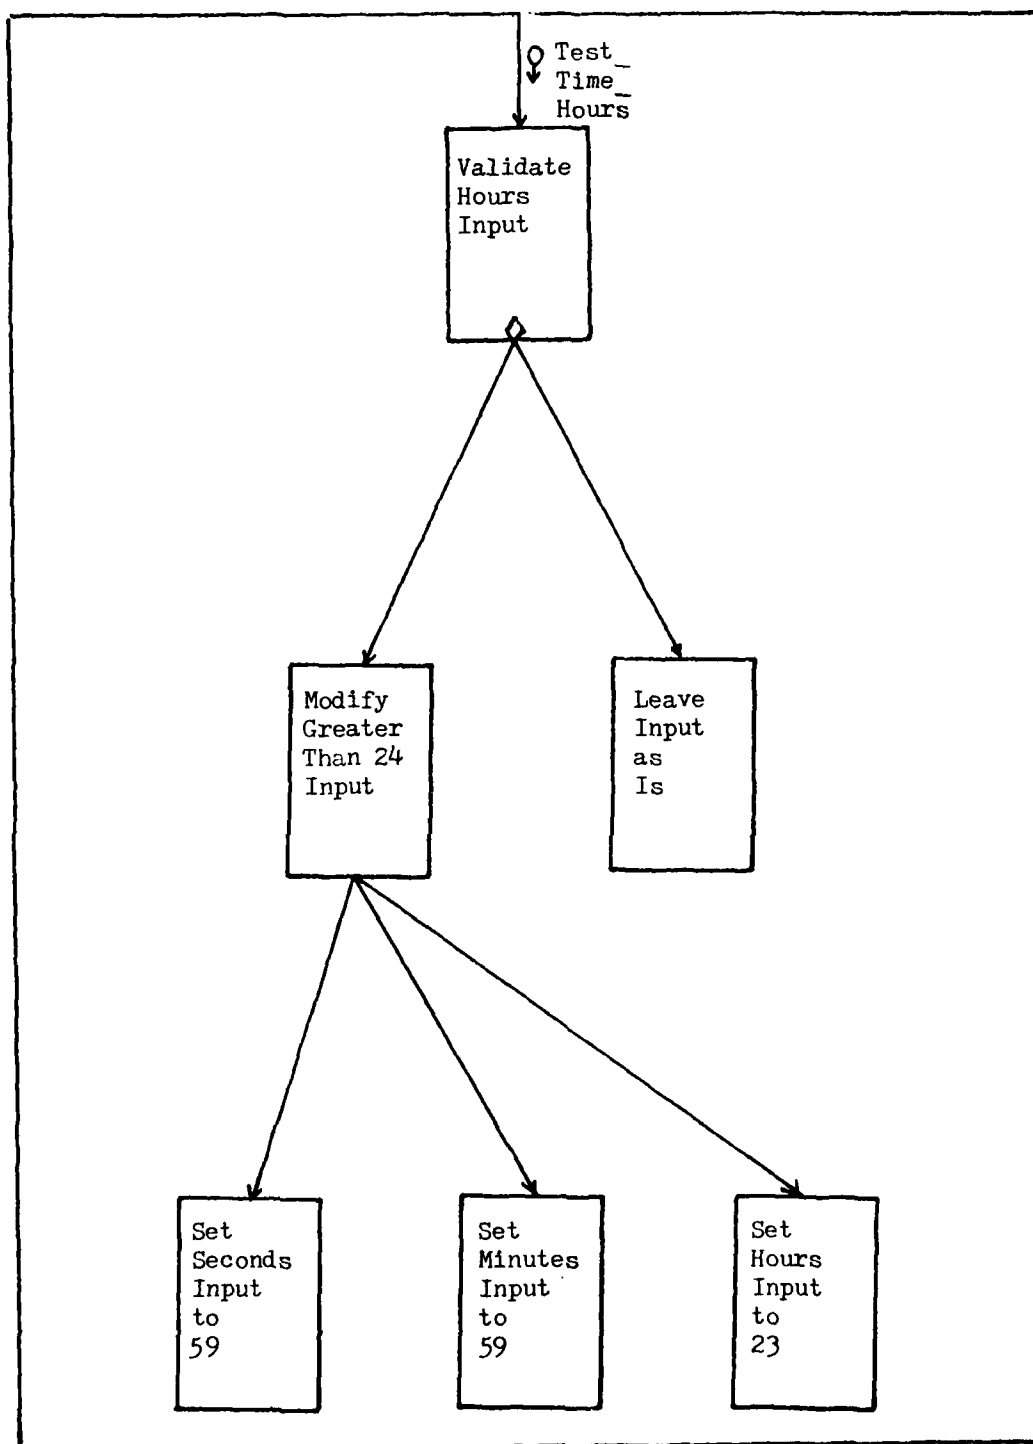 Test_
Time_
Hours
Validate
Hours
Input
Modify
Greater
Than 24
Input
Leave
Input
as
Is
Set
Seconds
Input
to
59
Set
Minutes
Input
to
59
Set
Hours
Input
to
23